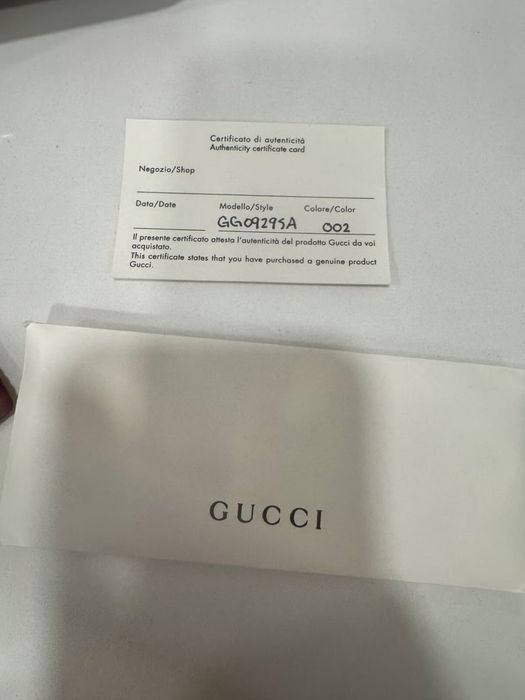 Certificato di autenticità
Authenticity certificate card
Negozio/Shop
Data/Date Modello/Style Colore/Color
GG0929SA 002
Il presente certificato attesta l'autenticità del prodotto Gucci da voi
acquistato.
This certificate states that you have purchased a genuine product
Gucci.
GUCCI